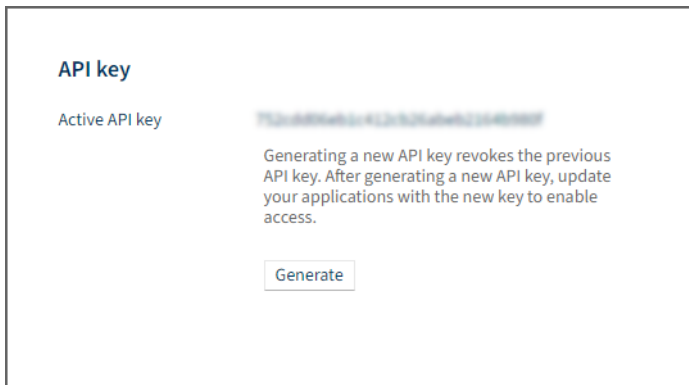 API key
Active API key
Generating a new API key revokes the previous
API key. After generating a new API key, update
your applications with the new key to enable
access.
Generate